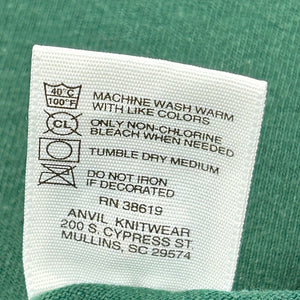 40°C
100°F
MACHINE WASH WARM
WITH LIKE COLORS
CL
ONLY NON-CHLORINE
BLEACH WHEN NEEDED
TUMBLE DRY MEDIUM
DO NOT IRON
IF DECORATED
RN 38619
ANVIL KNITWEAR
200 S. CYPRESS ST.
MULLINS, SC 29574